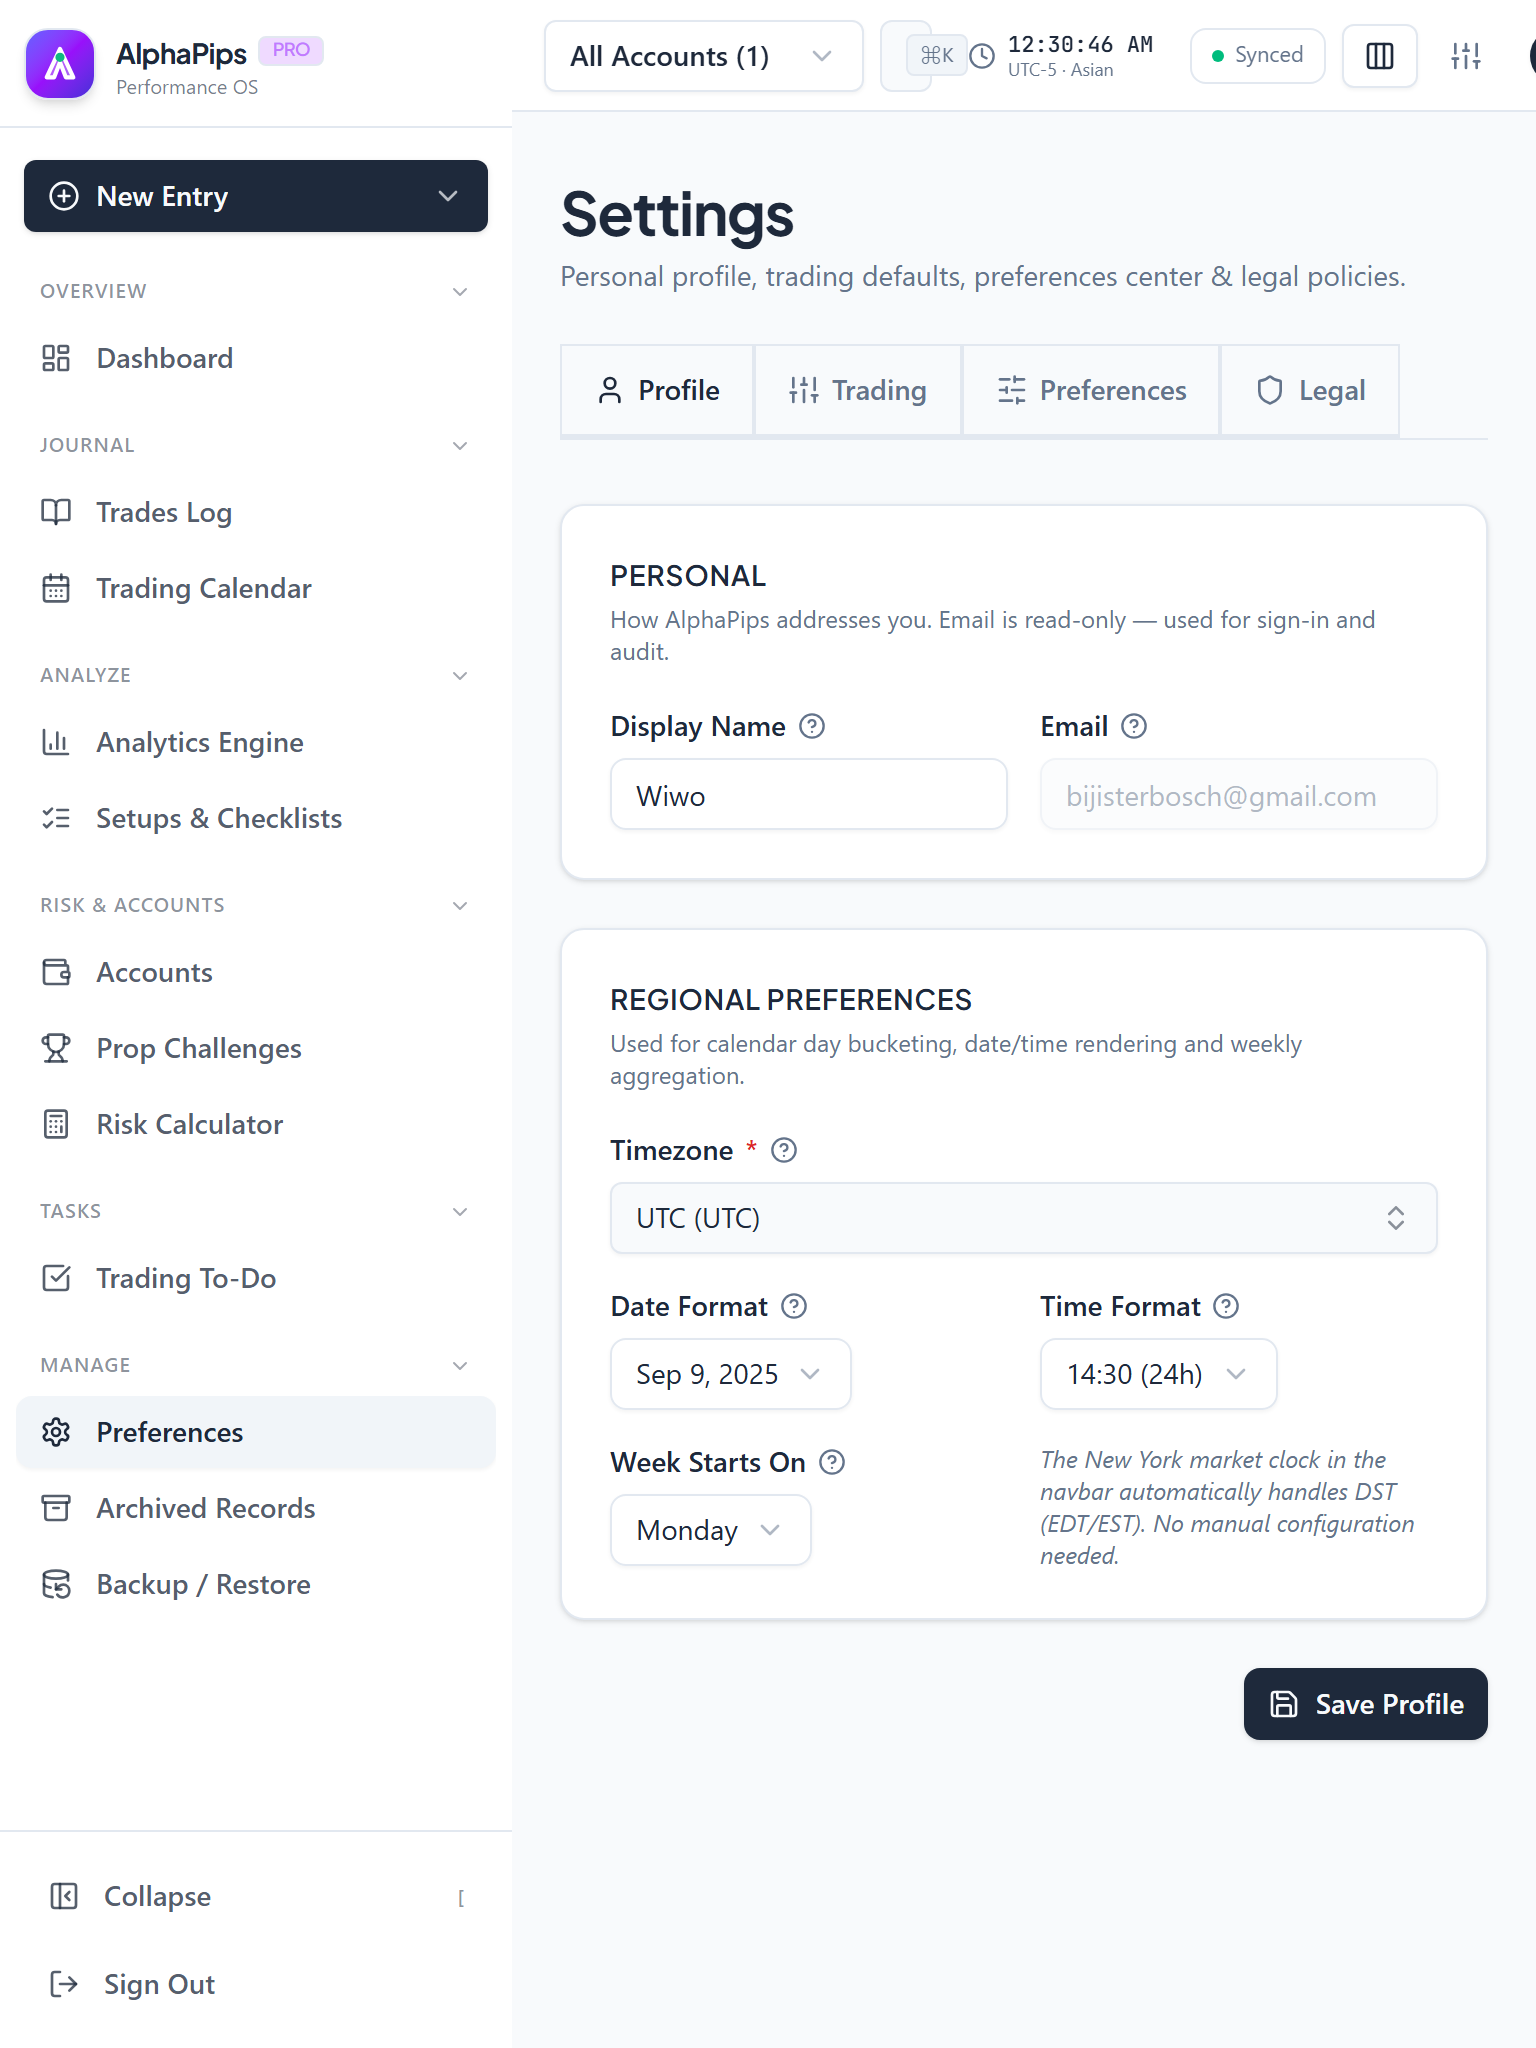 AlphaPips PRO
Performance OS
New Entry
OVERVIEW
Dashboard
JOURNAL
Trades Log
Trading Calendar
ANALYZE
Analytics Engine
Setups & Checklists
RISK & ACCOUNTS
Accounts
Prop Challenges
Risk Calculator
TASKS
Trading To-Do
MANAGE
Preferences
Archived Records
Backup / Restore
Collapse [
Sign Out
All Accounts (1)
⌘K
12:30:46 AM
UTC-5 · Asian
Synced
Settings
Personal profile, trading defaults, preferences center & legal policies.
Profile
Trading
Preferences
Legal
PERSONAL
How AlphaPips addresses you. Email is read-only — used for sign-in and
audit.
Display Name
Wiwo
Email
bijisterbosch@gmail.com
REGIONAL PREFERENCES
Used for calendar day bucketing, date/time rendering and weekly
aggregation.
Timezone *
UTC (UTC)
Date Format
Sep 9, 2025
Time Format
14:30 (24h)
Week Starts On
Monday
The New York market clock in the
navbar automatically handles DST
(EDT/EST). No manual configuration
needed.
Save Profile